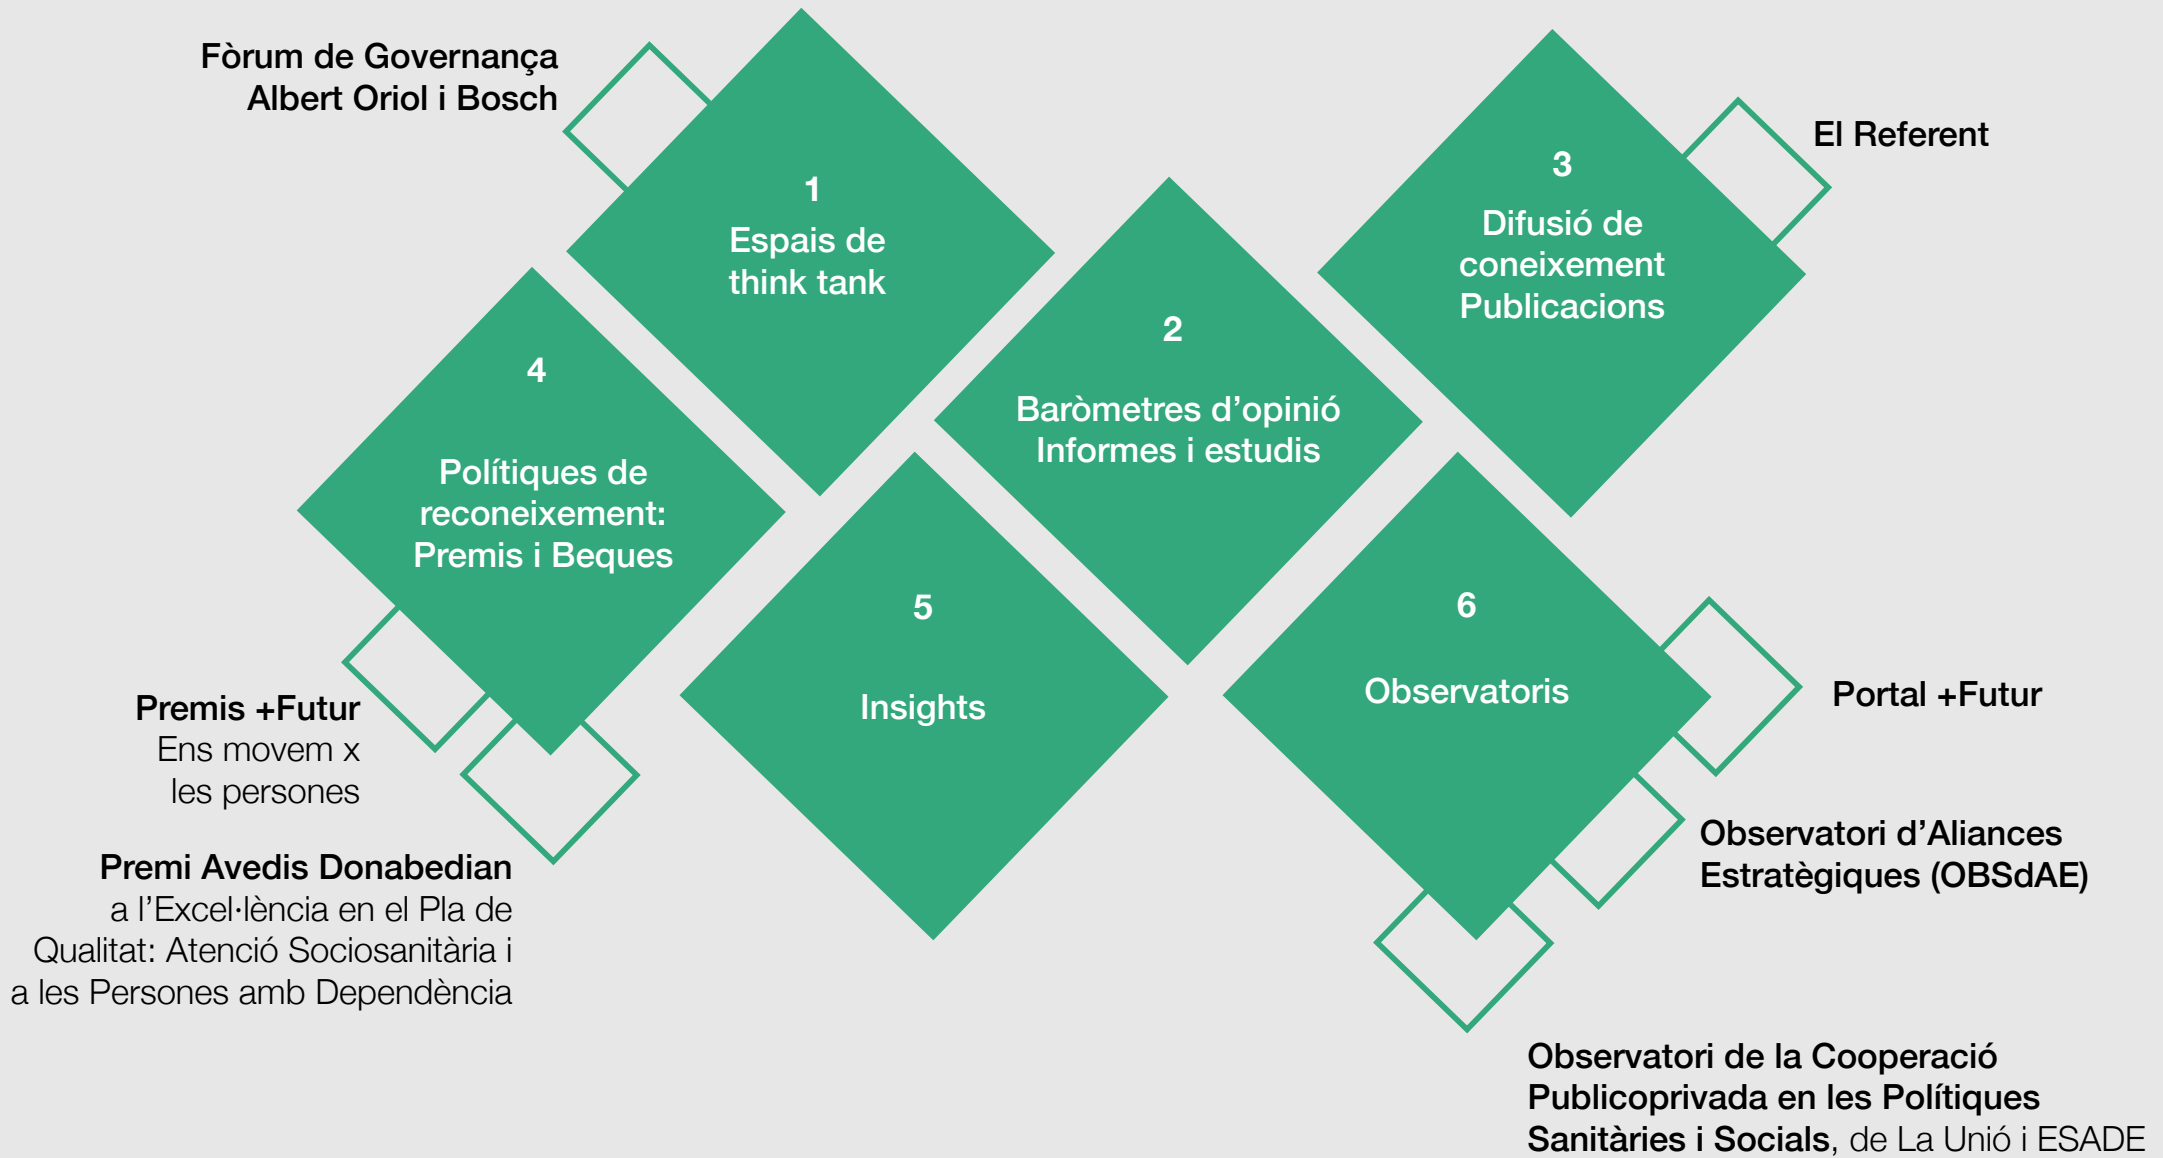 Fòrum de Governança
Albert Oriol i Bosch
1
Espais de
think tank
2
Baròmetres d’opinió
Informes i estudis
3
Difusió de
coneixement
Publicacions
El Referent
4
Polítiques de
reconeixement:
Premis i Beques
Premis +Futur
Ens movem x
les persones
Premi Avedis Donabedian
a l’Excel·lència en el Pla de
Qualitat: Atenció Sociosanitària i
a les Persones amb Dependència
5
Insights
6
Observatoris
Portal +Futur
Observatori d’Aliances
Estratègiques (OBSdAE)
Observatori de la Cooperació
Publicoprivada en les Polítiques
Sanitàries i Socials, de La Unió i ESADE